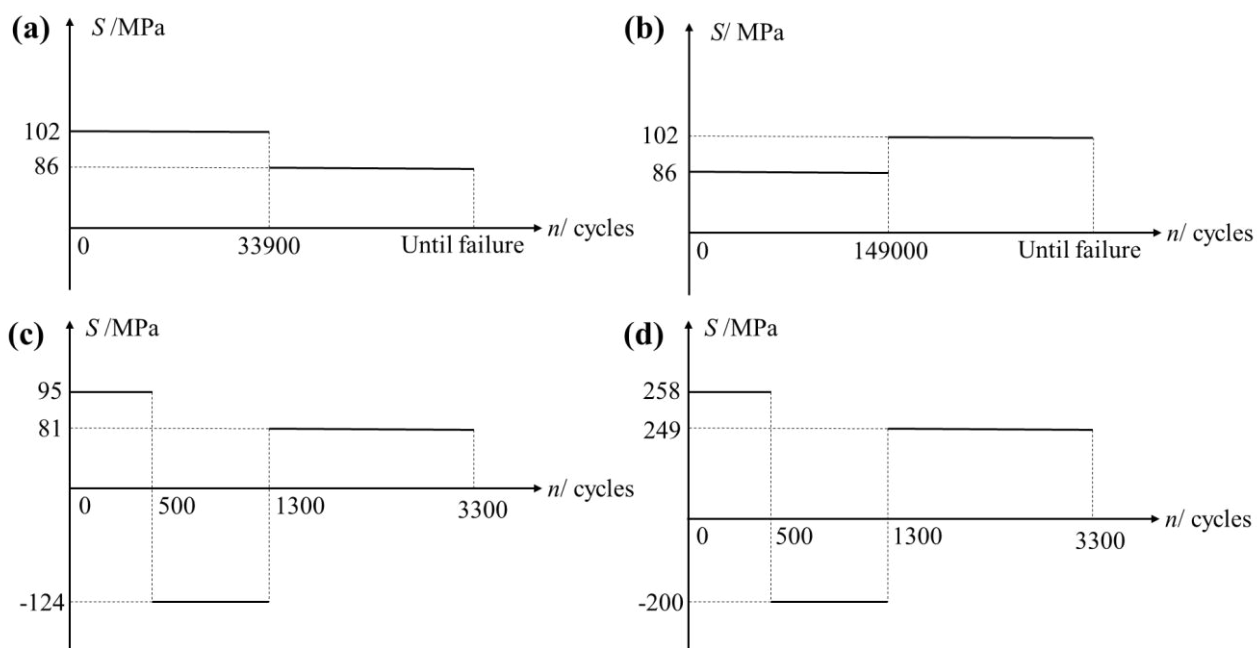 (a)
S /MPa
102
86
0
33900
Until failure
n/ cycles
(b)
S/ MPa
102
86
0
149000
Until failure
n/ cycles
(c)
S /MPa
95
81
0
500
1300
3300
n/ cycles
-124
(d)
S /MPa
258
249
0
500
1300
3300
n/ cycles
-200